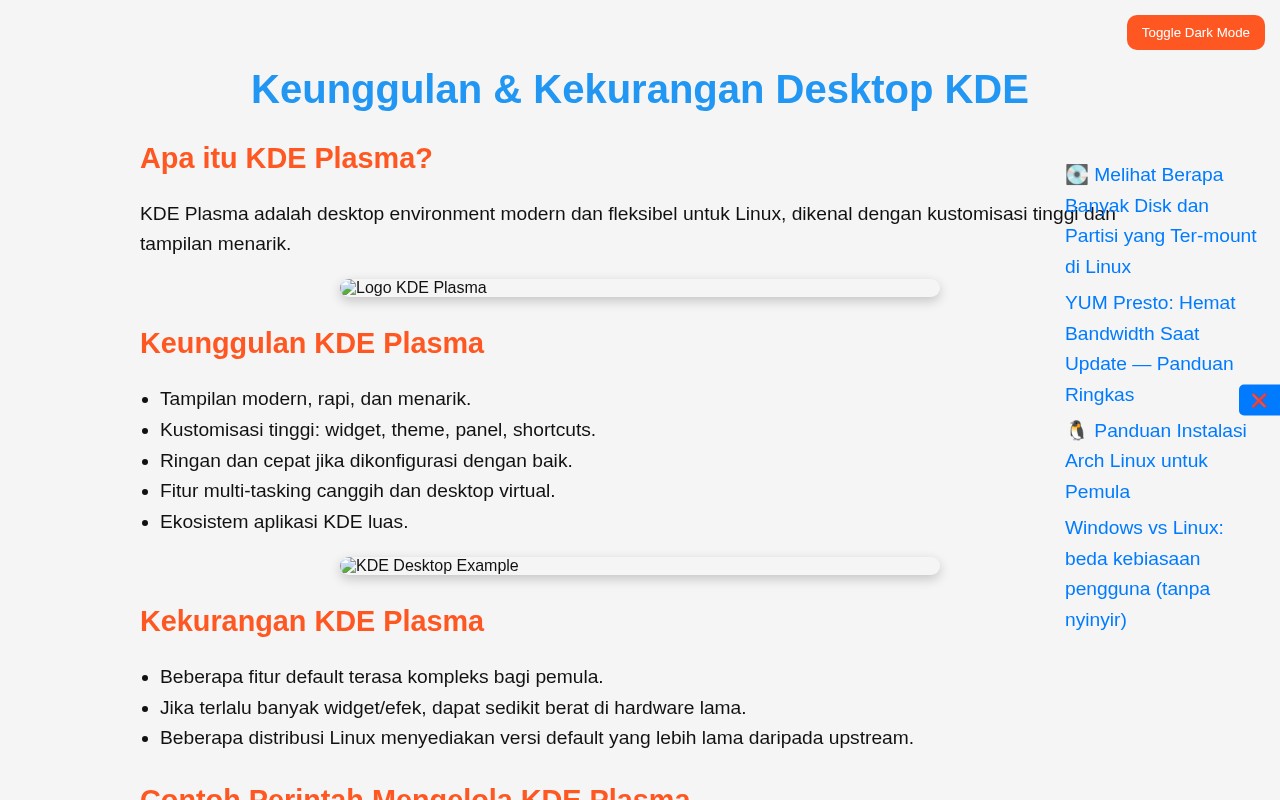 Toggle Dark Mode
Keunggulan & Kekurangan Desktop KDE
Apa itu KDE Plasma?
KDE Plasma adalah desktop environment modern dan fleksibel untuk Linux, dikenal dengan kustomisasi tinggi dan
tampilan menarik.
Logo KDE Plasma
Keunggulan KDE Plasma
Tampilan modern, rapi, dan menarik.
Kustomisasi tinggi: widget, theme, panel, shortcuts.
Ringan dan cepat jika dikonfigurasi dengan baik.
Fitur multi-tasking canggih dan desktop virtual.
Ekosistem aplikasi KDE luas.
KDE Desktop Example
Kekurangan KDE Plasma
Beberapa fitur default terasa kompleks bagi pemula.
Jika terlalu banyak widget/efek, dapat sedikit berat di hardware lama.
Beberapa distribusi Linux menyediakan versi default yang lebih lama daripada upstream.
Contoh Perintah Mengelola KDE Plasma
Melihat Berapa
Banyak Disk dan
Partisi yang Ter-mount
di Linux
YUM Presto: Hemat
Bandwidth Saat
Update — Panduan
Ringkas
Panduan Instalasi
Arch Linux untuk
Pemula
Windows vs Linux:
beda kebiasaan
pengguna (tanpa
nyinyir)